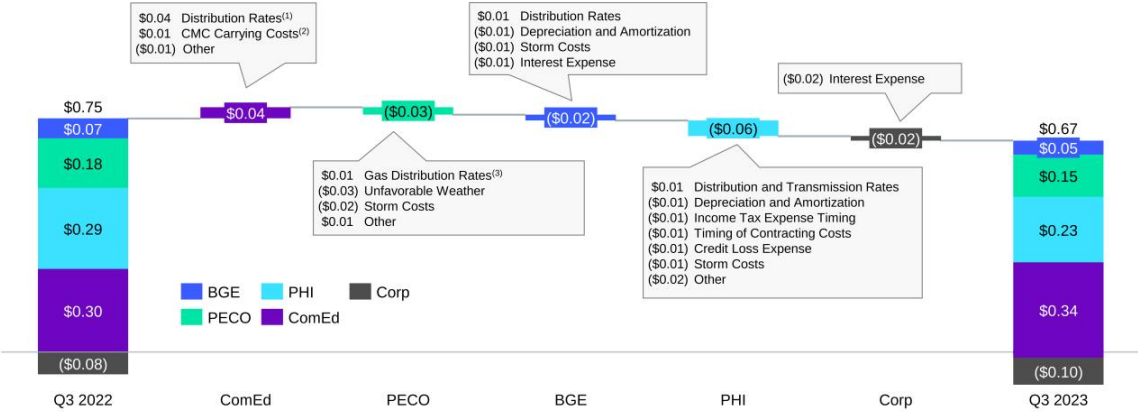 $0.04 Distribution Rates(1)
$0.01 CMC Carrying Costs(2)
($0.01) Other
$0.01 Distribution Rates
($0.01) Depreciation and Amortization
($0.01) Storm Costs
($0.01) Interest Expense
($0.02) Interest Expense
$0.75
$0.07
$0.18
$0.29
$0.30
($0.08)
$0.04
($0.03)
($0.02)
($0.06)
($0.02)
$0.67
$0.05
$0.15
$0.23
$0.34
($0.10)
$0.01 Gas Distribution Rates(3)
($0.03) Unfavorable Weather
($0.02) Storm Costs
$0.01 Other
$0.01 Distribution and Transmission Rates
($0.01) Depreciation and Amortization
($0.01) Income Tax Expense Timing
($0.01) Timing of Contracting Costs
($0.01) Credit Loss Expense
($0.01) Storm Costs
($0.02) Other
BGE PHI Corp
PECO ComEd
Q3 2022 ComEd PECO BGE PHI Corp Q3 2023